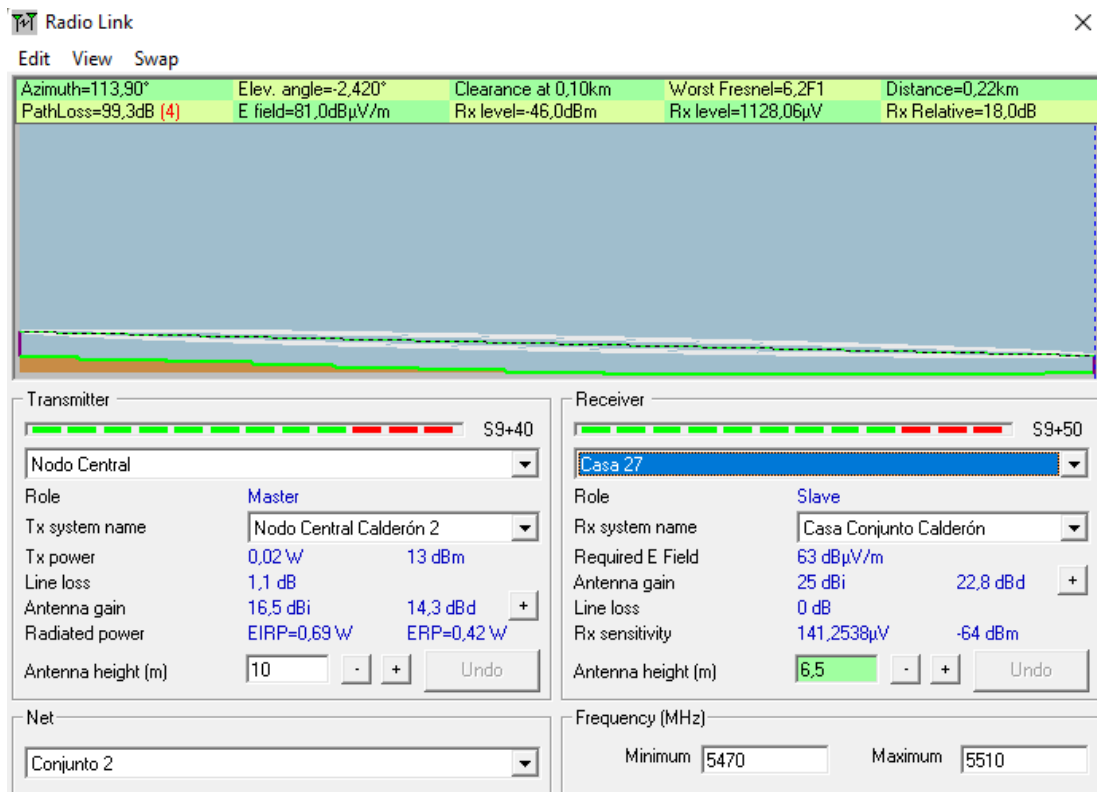 Radio Link
Edit View Swap
Azimuth=113,90° Elev. angle=-2,420° Clearance at 0,10km Worst Fresnel=6,2F1 Distance=0,22km
PathLoss=99,3dB (4) E field=81,0dBµV/m Rx level=-46,0dBm Rx level=1128,06µV Rx Relative=18,0dB
Transmitter
S9+40
Nodo Central
Role Master
Tx system name Nodo Central Calderón 2
Tx power 0,02 W 13 dBm
Line loss 1,1 dB
Antenna gain 16,5 dBi 14,3 dBd +
Radiated power EIRP=0,69 W ERP=0,42 W
Antenna height (m) 10 - + Undo
Net
Conjunto 2
Receiver
S9+50
Casa 27
Role Slave
Rx system name Casa Conjunto Calderón
Required E Field 63 dBµV/m
Antenna gain 25 dBi 22,8 dBd +
Line loss 0 dB
Rx sensitivity 141,2538µV -64 dBm
Antenna height (m) 6,5 - + Undo
Frequency (MHz)
Minimum 5470 Maximum 5510